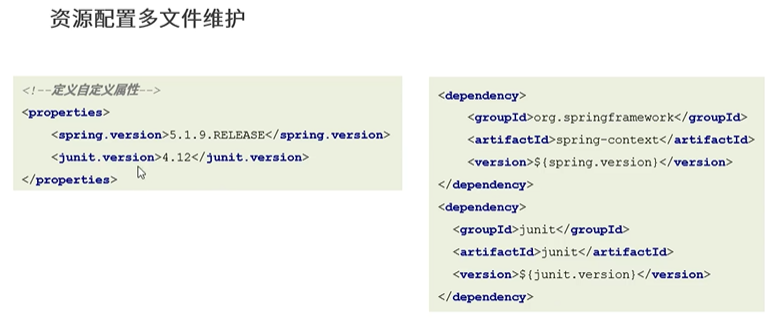 资源配置多文件维护
<!--定义自定义属性-->
<properties>
<spring.version>5.1.9.RELEASE</spring.version>
<junit.version>4.12</junit.version>
</properties>
<dependency>
<groupId>org.springframework</groupId>
<artifactId>spring-context</artifactId>
<version>${spring.version}</version>
</dependency>
<dependency>
<groupId>junit</groupId>
<artifactId>junit</artifactId>
<version>${junit.version}</version>
</dependency>